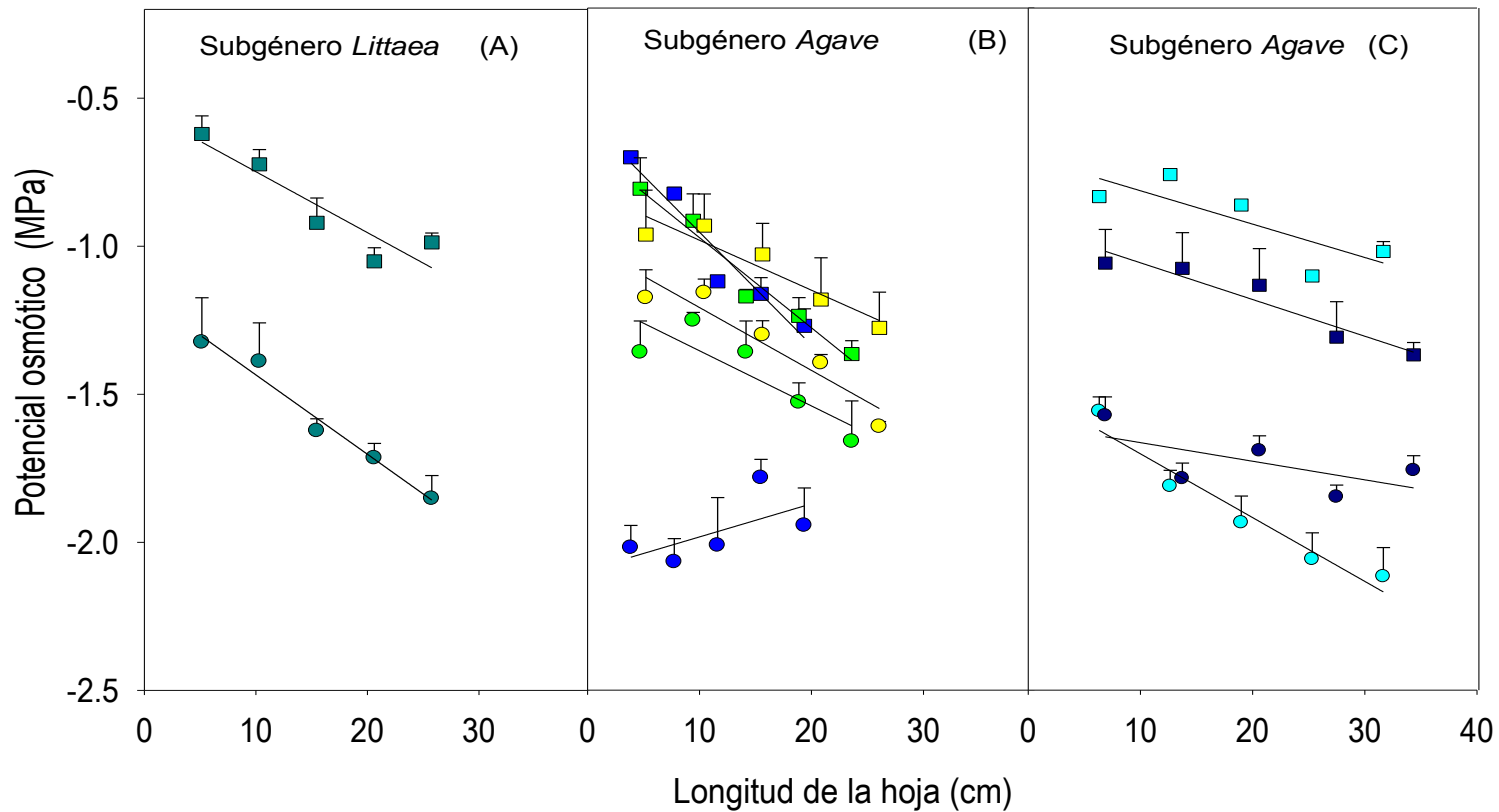 Subgénero Littaea (A)
Subgénero Agave (B)
Subgénero Agave (C)
Potencial osmótico (MPa)
-0.5
-1.0
-1.5
-2.0
-2.5
0 10 20 30 0 10 20 30 0 10 20 30 40
Longitud de la hoja (cm)